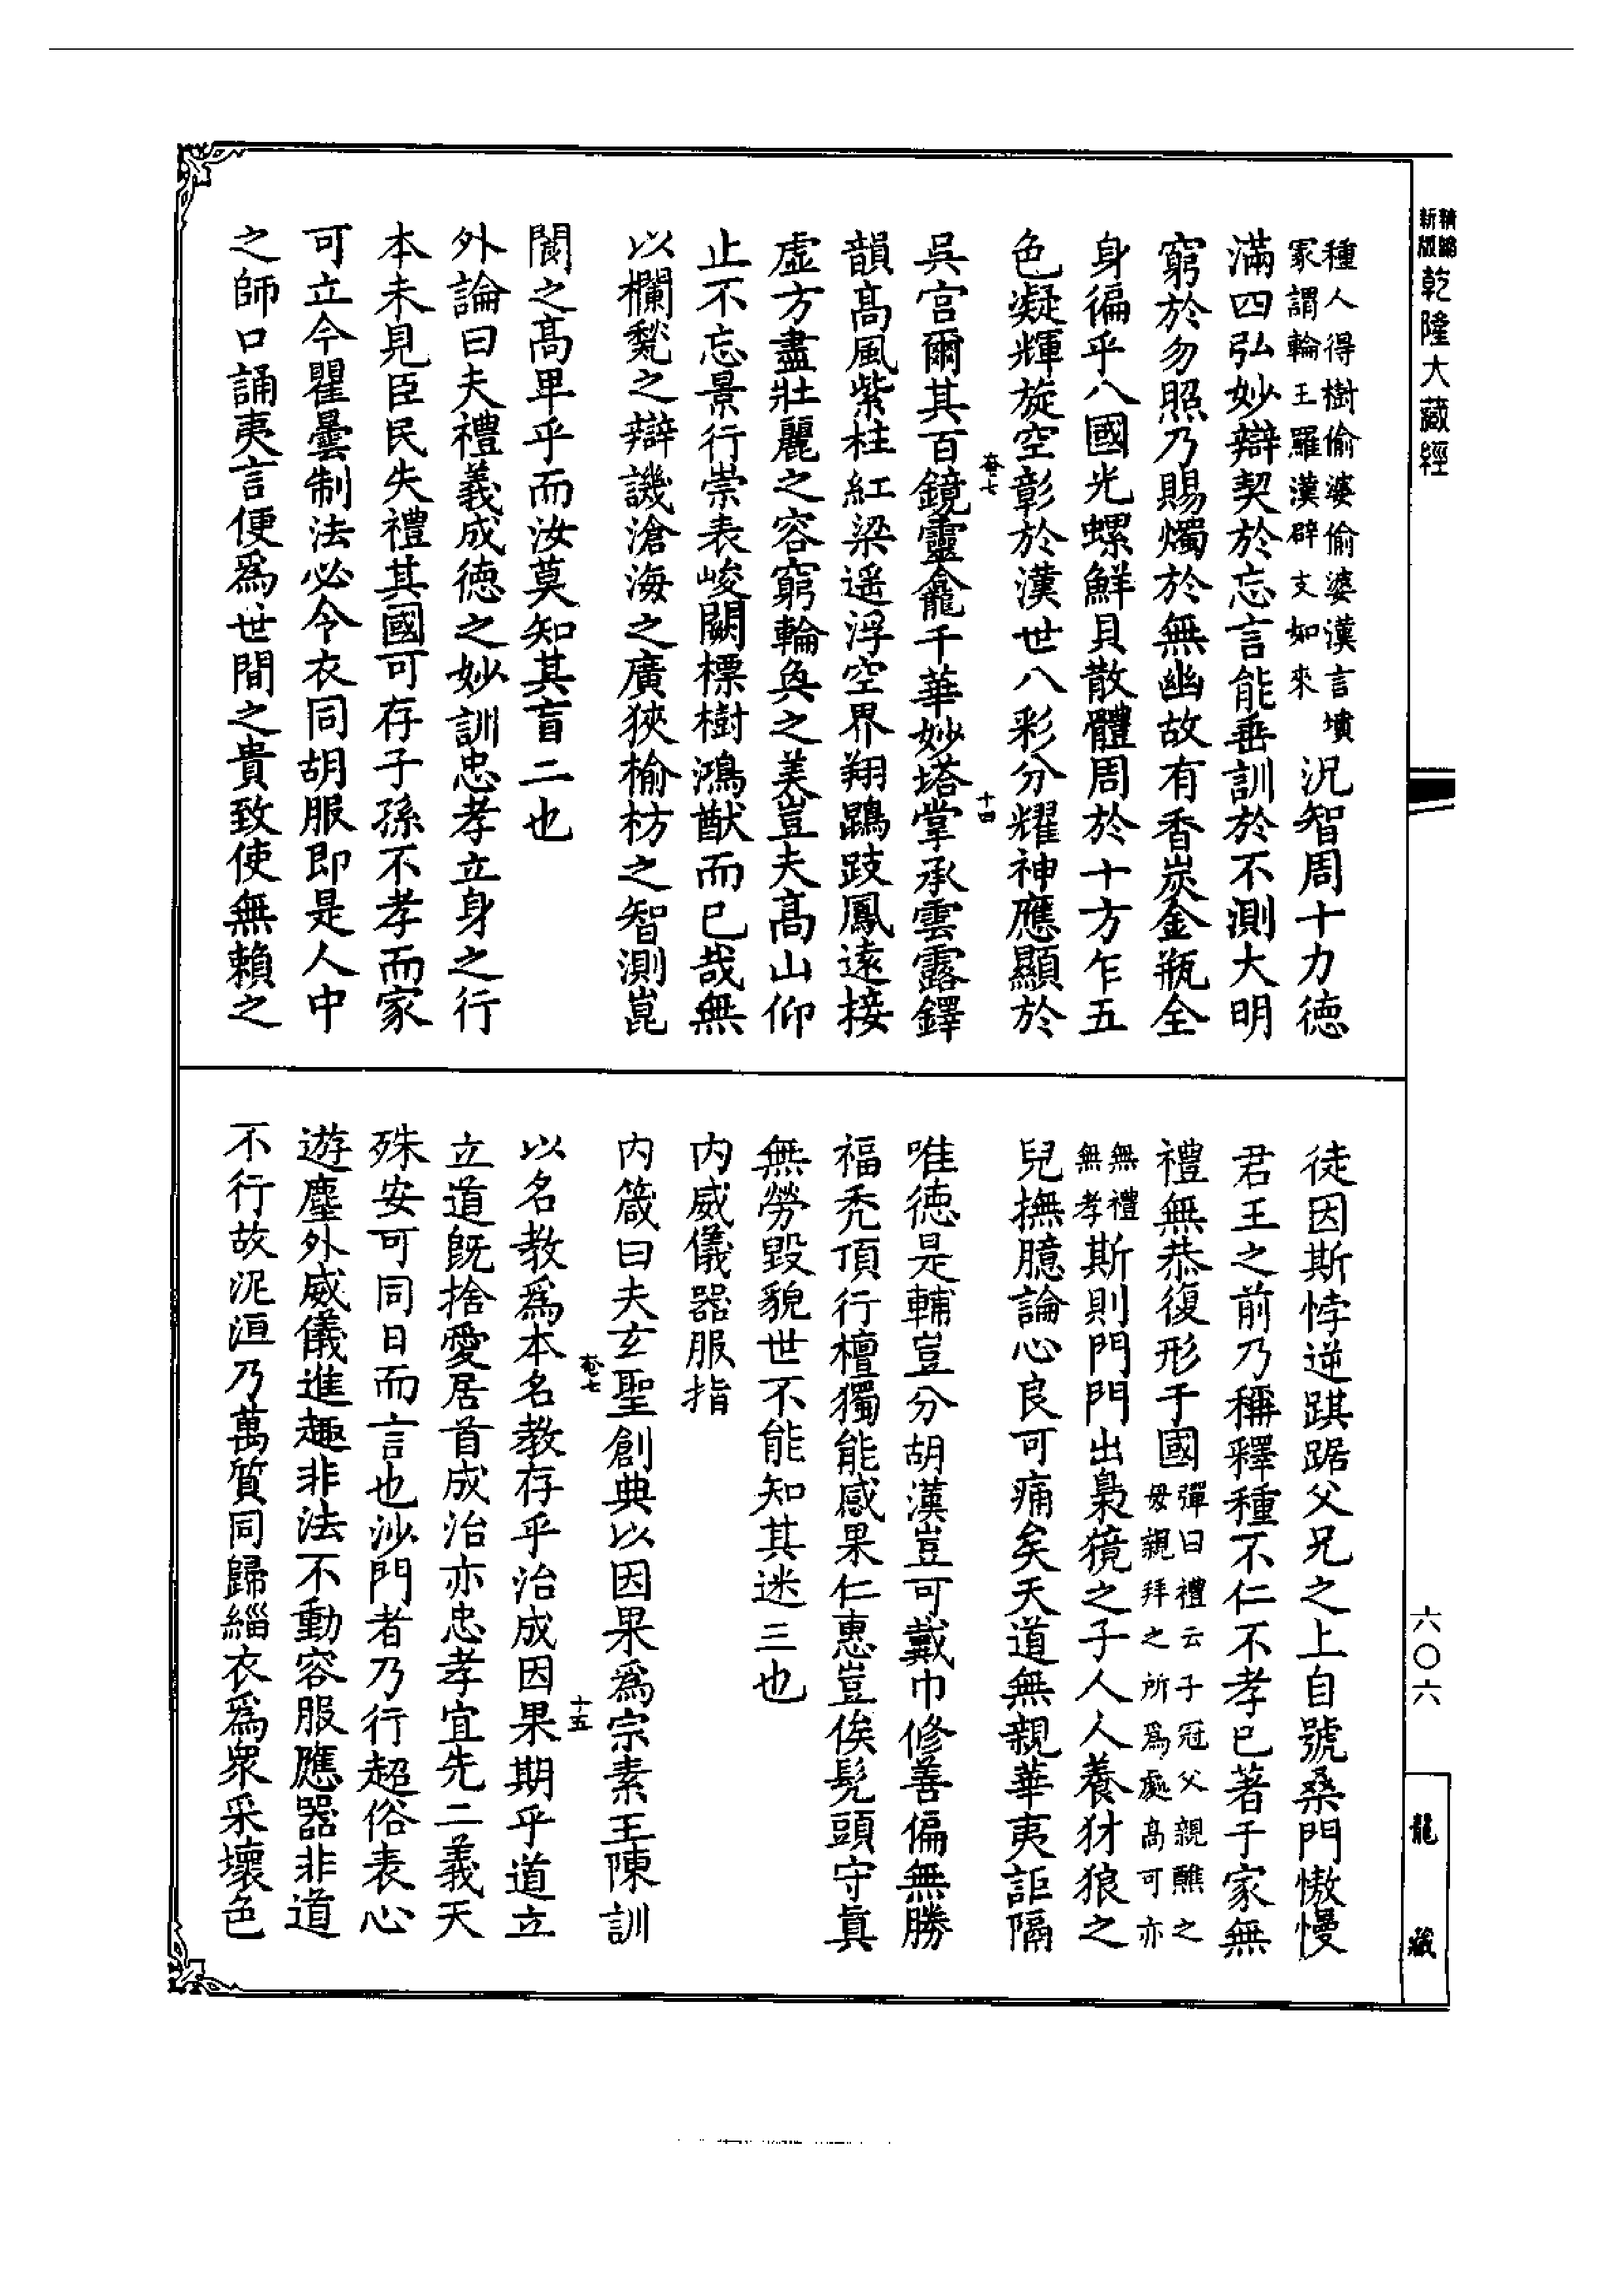 精縮新版乾隆大藏經
種人得樹偷婆偷婆漢言墳
冡謂輪王羅漢辟支如來
況智周十力德
滿四弘妙辯契於忘言能垂訓於不測大明
窮於勿照乃賜燭於無幽故有香炭金瓶全
身徧乎八國光螺鮮貝散體周於十方乍五
色凝輝旋空彰於漢世八彩分耀神應顯於
吳宫爾其百鏡靈龕千華妙塔掌承雲露鐸
韻高風紫柱紅梁遥浮空界翔鵾跂鳳遠接
虛方盡壯麗之容窮輪奐之美豈夫高山仰
止不忘景行崇表峻闕標樹鴻猷而已哉無
以欄甃之辯譏滄海之廣狹榆枋之智測崑
閬之高卑乎而汝莫知其盲二也
外論曰夫禮義成德之妙訓忠孝立身之行
本未見臣民失禮其國可存子孫不孝而家
可立今瞿曇制法必令衣同胡服即是人中
之師口誦夷言便爲世間之貴致使無賴之
卷七
十四
六〇六
龍藏
徒因斯悖逆踑踞父兄之上自號桑門慠慢
君王之前乃稱釋種不仁不孝已著于家無
禮無恭復形于國
彈曰禮云子冠父親醮之
母親拜之所爲處高可亦
無禮
無孝
斯則門門出梟獍之子人人養豺狼之
兒撫臆論心良可痛矣天道無親華夷詎隔
唯德是輔豈分胡漢豈可戴巾修善偏無勝
福秃頂行檀獨能感果仁惠豈俟髡頭守真
無勞毀貌世不能知其迷三也
内威儀器服指
内箴曰夫玄聖創典以因果爲宗素王陳訓
以名教爲本名教存乎治成因果期乎道立
立道旣捨愛居首成治亦忠孝宜先二義天
殊安可同日而言也沙門者乃行超俗表心
遊塵外威儀進趣非法不動容服應器非道
不行故泥洹乃萬質同歸緇衣爲衆采壞色
卷七
十五